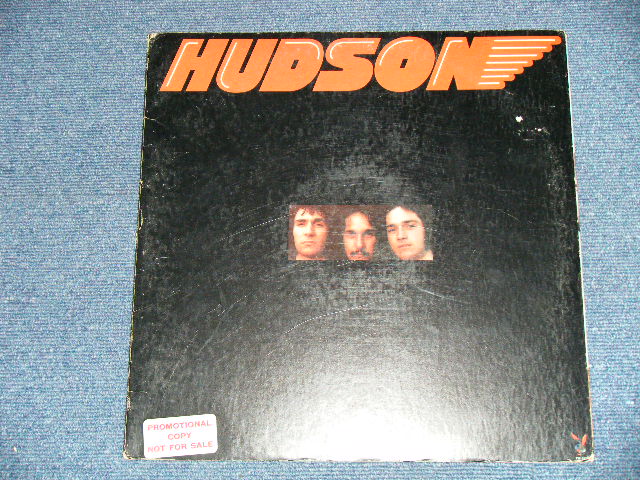 HUDSON
PROMOTIONAL
COPY
NOT FOR SALE